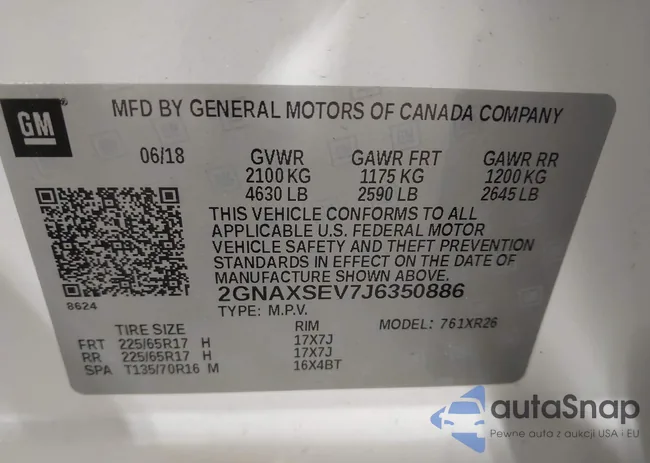 GM
MFD BY GENERAL MOTORS OF CANADA COMPANY
06/18 GVWR GAWR FRT GAWR RR
2100 KG 1175 KG 1200 KG
4630 LB 2590 LB 2645 LB
THIS VEHICLE CONFORMS TO ALL
APPLICABLE U.S. FEDERAL MOTOR
VEHICLE SAFETY AND THEFT PREVENTION
STANDARDS IN EFFECT ON THE DATE OF
MANUFACTURE SHOWN ABOVE.
8624 2GNAXSEV7J6350886
TYPE: M.P.V.
TIRE SIZE RIM MODEL: 761XR26
FRT 225/65R17 H 17X7J
RR 225/65R17 H 17X7J
SPA T135/70R16 M 16X4BT
autaSnap
Pewne auta z aukcji USA i EU